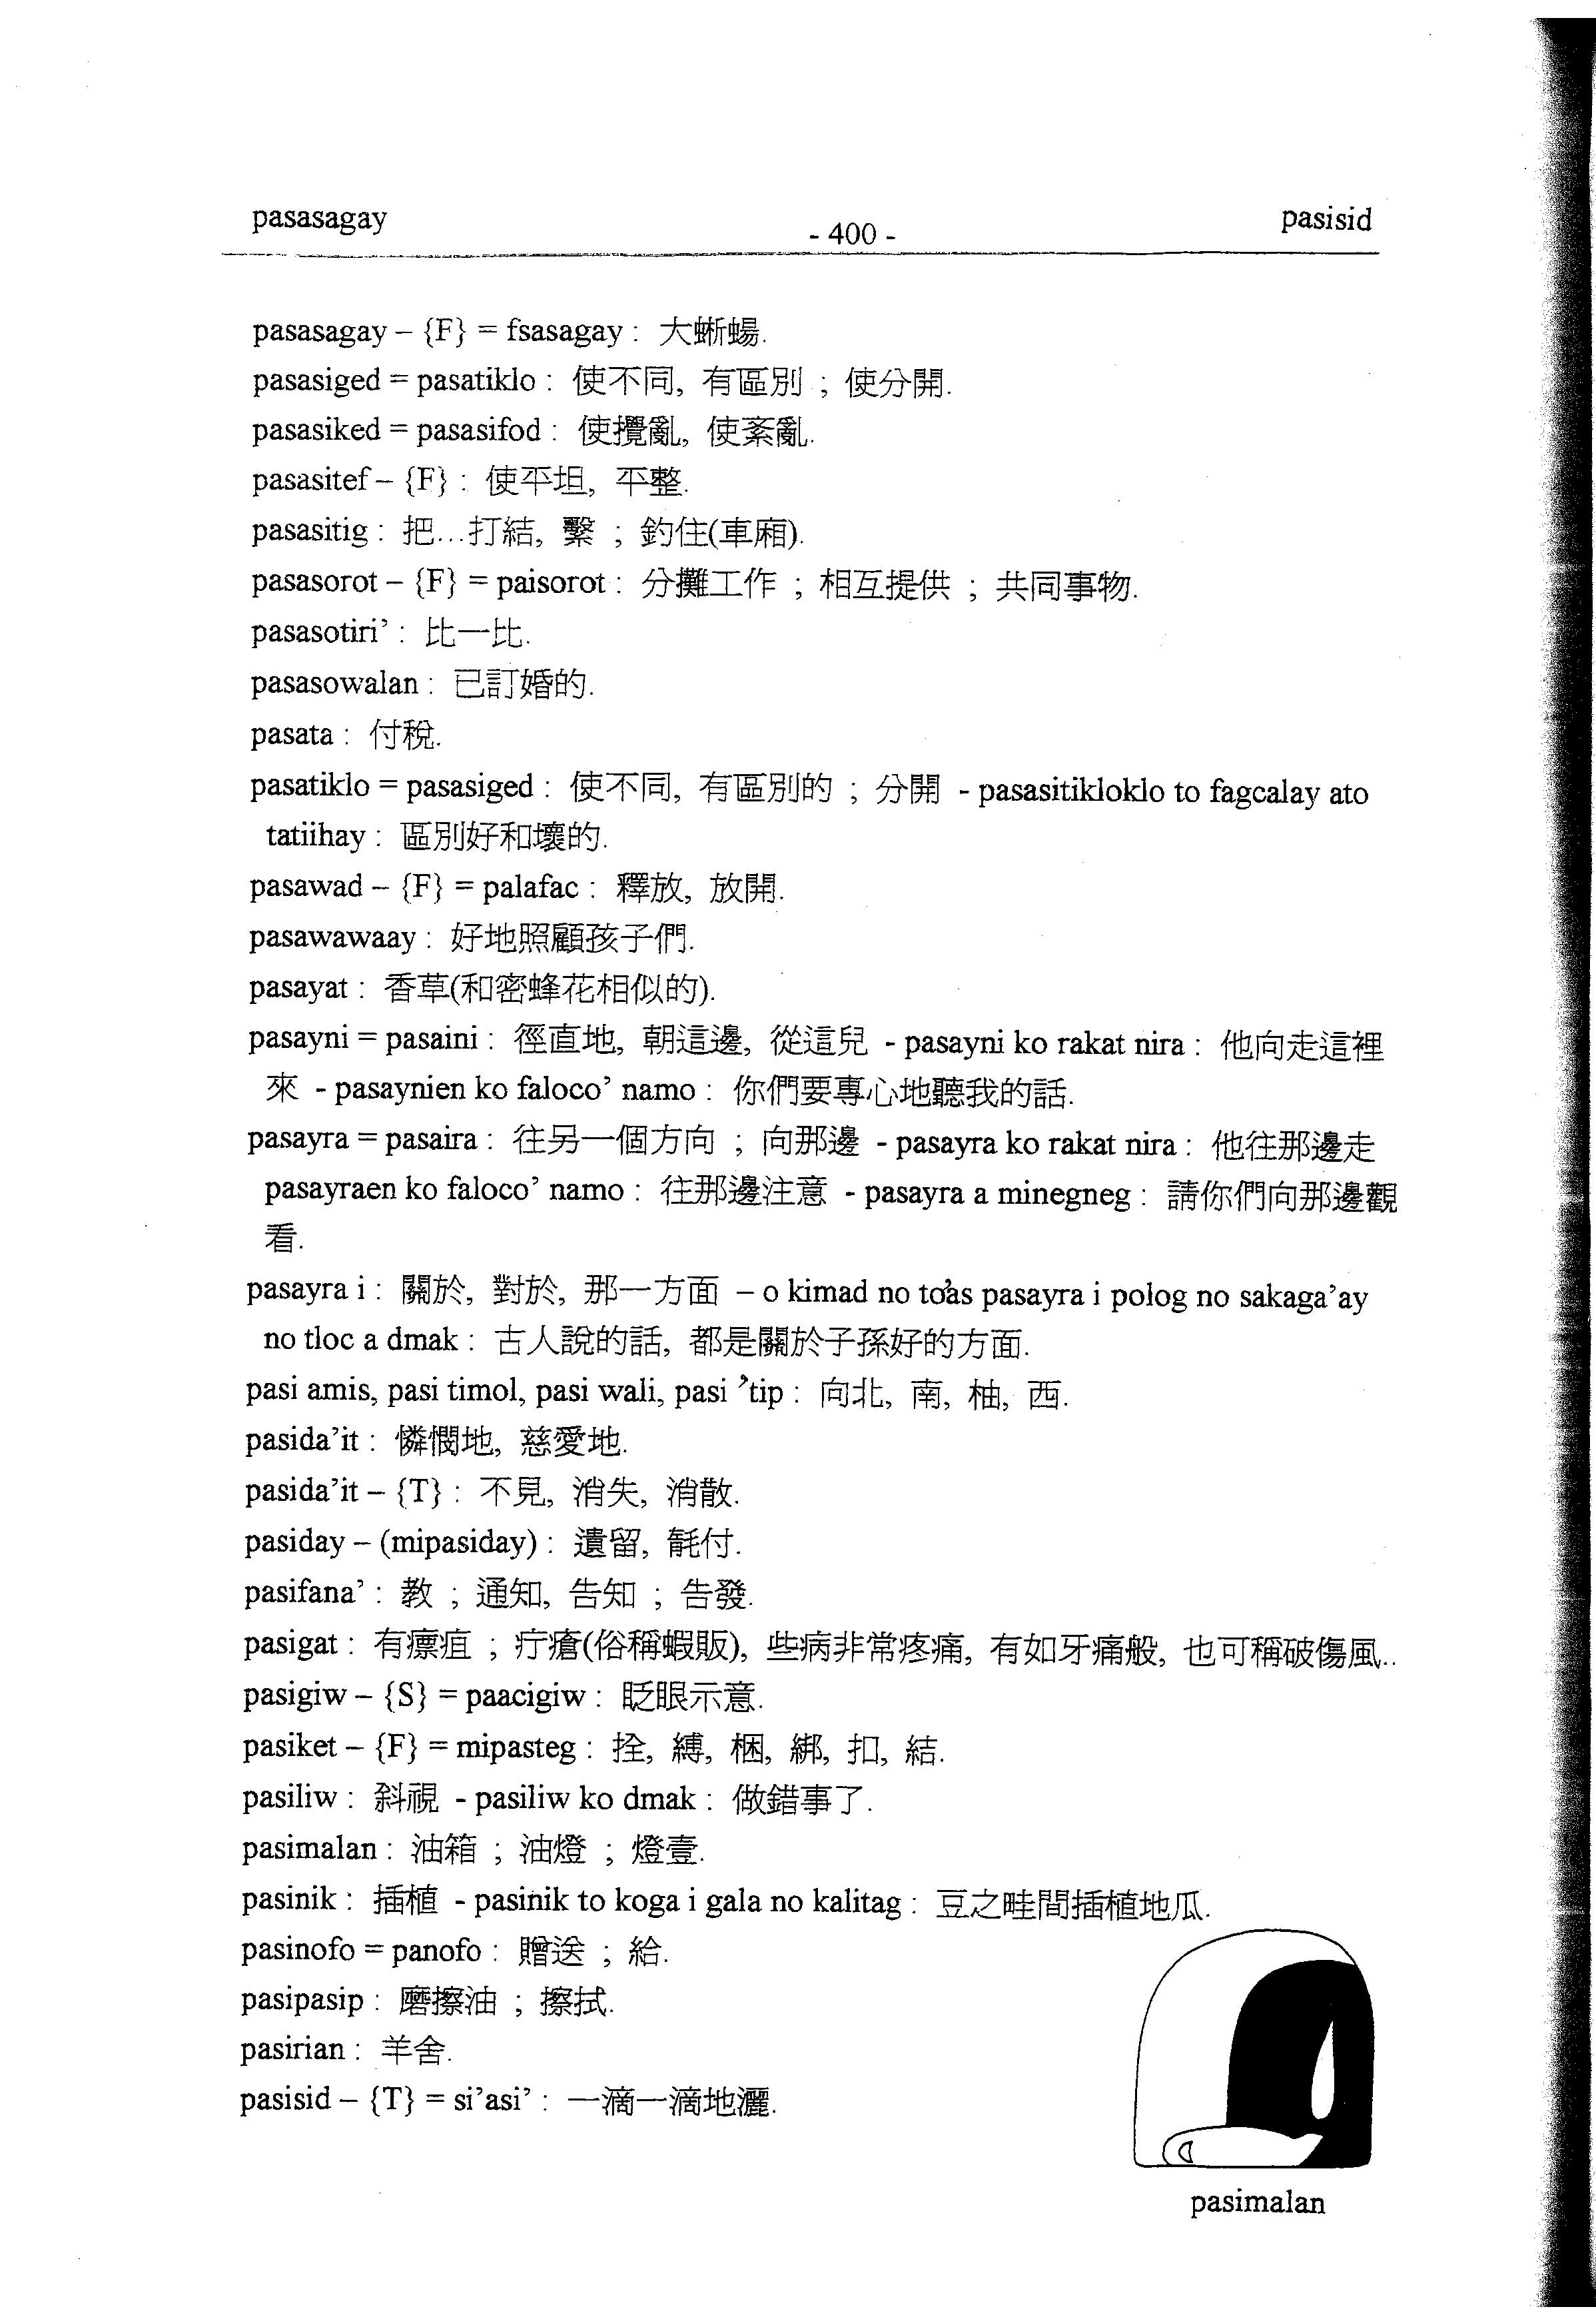 pasasagay - 400 - pasisid
pasasagay – {F} = fsasagay : 大蜥蜴.
pasasiged = pasatiklo : 使不同, 有區別 ; 使分開.
pasasiked = pasasifod : 使攪亂, 使紊亂.
pasasitef – {F} : 使平坦, 平整.
pasasitig : 把…打結, 繫 ; 釣住(車廂).
pasasorot – {F} = paisorot : 分攤工作 ; 相互提供 ; 共同事物.
pasasotiri’ : 比一比.
pasasowalan : 已訂婚的.
pasata : 付稅.
pasatiklo = pasasiged : 使不同, 有區別的 ; 分開 - pasasitikloklo to fagcalay ato
tatiihay : 區別好和壞的.
pasawad – {F} = palafac : 釋放, 放開.
pasawawaay : 好地照顧孩子們.
pasayat : 香草(和密蜂花相似的).
pasayni = pasaini : 徑直地, 朝這邊, 從這兒 - pasayni ko rakat nira : 他向走這裡
來 - pasaynien ko faloco’ namo : 你們要專心地聽我的話.
pasayra = pasaira : 往另一個方向 ; 向那邊 - pasayra ko rakat nira : 他往那邊走
pasayraen ko faloco’ namo : 往那邊注意 - pasayra a minegneg : 請你們向那邊觀
看.
pasayra i : 關於, 對於, 那一方面 – o kimad no to’as pasayra i polog no sakaga’ay
no tloc a dmak : 古人說的話, 都是關於子孫好的方面.
pasi amis, pasi timol, pasi wali, pasi ’tip : 向北, 南, 柚, 西.
pasida’it : 憐憫地, 慈愛地.
pasida’it – {T} : 不見, 消失, 消散.
pasiday – (mipasiday) : 遺留, 毷付.
pasifana’ : 教 ; 通知, 告知 ; 告發.
pasigat : 有瘭疽 ; 疔瘡(俗稱蝦販), 些病非常疼痛, 有如牙痛般, 也可稱破傷風..
pasigiw – {S} = paacigiw : 眨眼示意.
pasiket – {F} = mipasteg : 拴, 縛, 梱, 綁, 扣, 結.
pasiliw : 斜視 - pasiliw ko dmak : 做錯事了.
pasimalan : 油箱 ; 油燈 ; 燈壹.
pasinik : 插植 - pasinik to koga i gala no kalitag : 豆之畦間插植地瓜.
pasinofo = panofo : 贈送 ; 給.
pasipasip : 磨擦油 ; 擦拭.
pasirian : 羊舍.
pasisid – {T} = si’asi’ : 一滴一滴地灑.
pasimalan